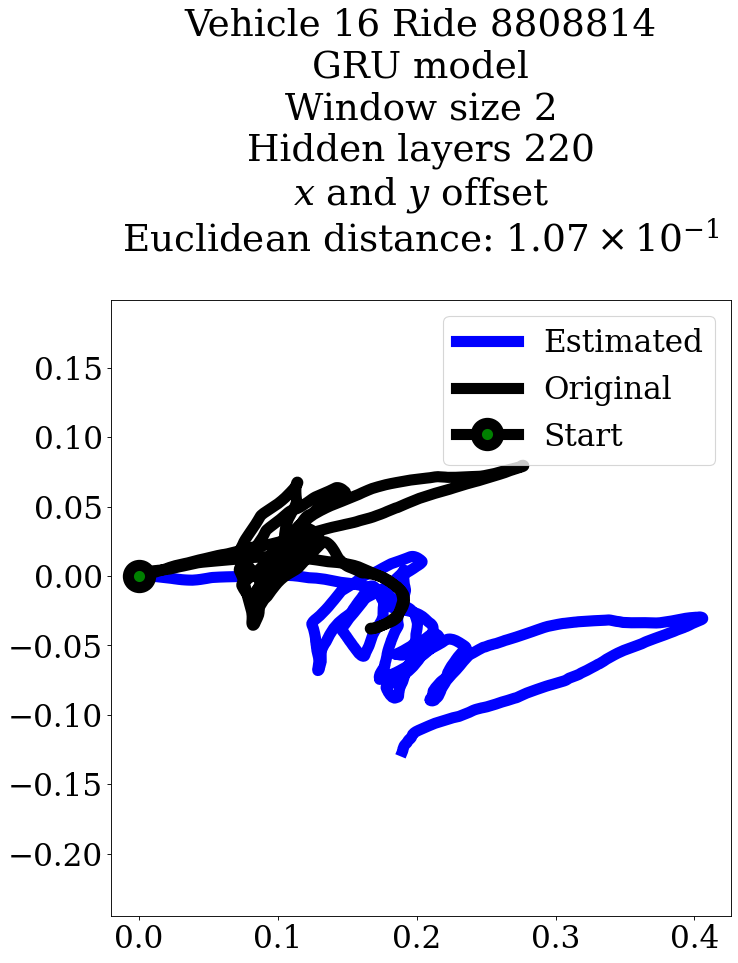 Vehicle 16 Ride 8808814
GRU model
Window size 2
Hidden layers 220
x and y offset
Euclidean distance: 1.07 × 10⁻¹
Estimated
Original
Start
0.15
0.10
0.05
0.00
−0.05
−0.10
−0.15
−0.20
0.0 0.1 0.2 0.3 0.4